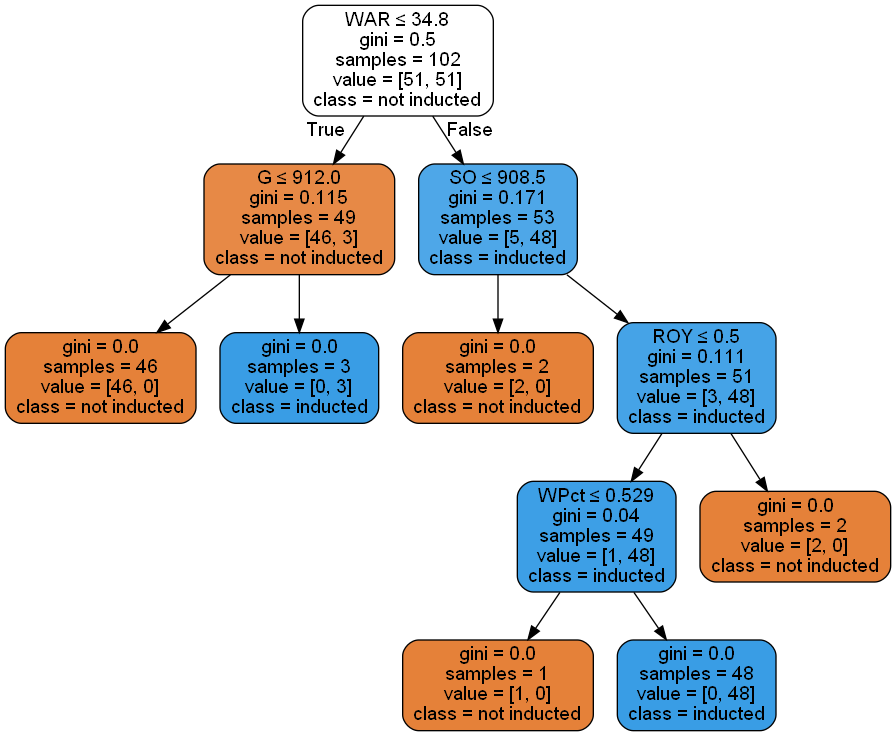 WAR ≤ 34.8
gini = 0.5
samples = 102
value = [51, 51]
class = not inducted
True
False
G ≤ 912.0
gini = 0.115
samples = 49
value = [46, 3]
class = not inducted
SO ≤ 908.5
gini = 0.171
samples = 53
value = [5, 48]
class = inducted
gini = 0.0
samples = 46
value = [46, 0]
class = not inducted
gini = 0.0
samples = 3
value = [0, 3]
class = inducted
gini = 0.0
samples = 2
value = [2, 0]
class = not inducted
ROY ≤ 0.5
gini = 0.111
samples = 51
value = [3, 48]
class = inducted
WPct ≤ 0.529
gini = 0.04
samples = 49
value = [1, 48]
class = inducted
gini = 0.0
samples = 2
value = [2, 0]
class = not inducted
gini = 0.0
samples = 1
value = [1, 0]
class = not inducted
gini = 0.0
samples = 48
value = [0, 48]
class = inducted